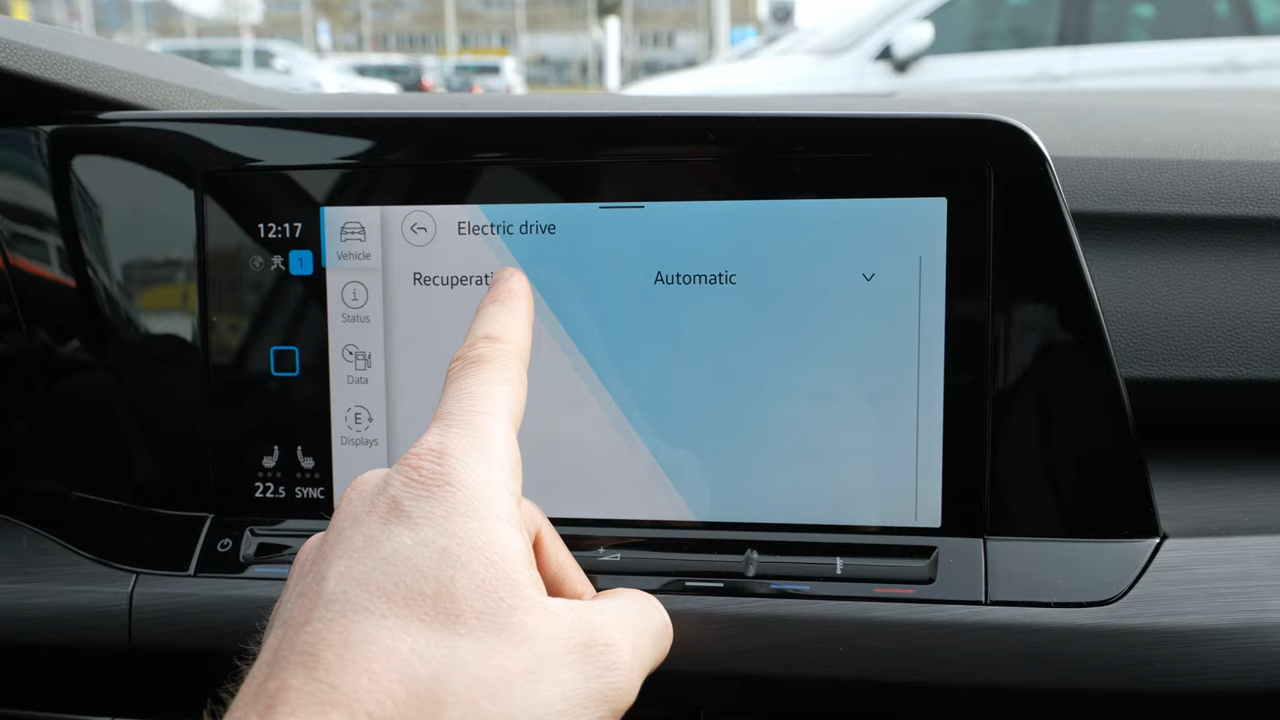 12:17
1
Vehicle
Electric drive
Recuperati
Automatic
i
Status
Data
E
Displays
22.5 SYNC